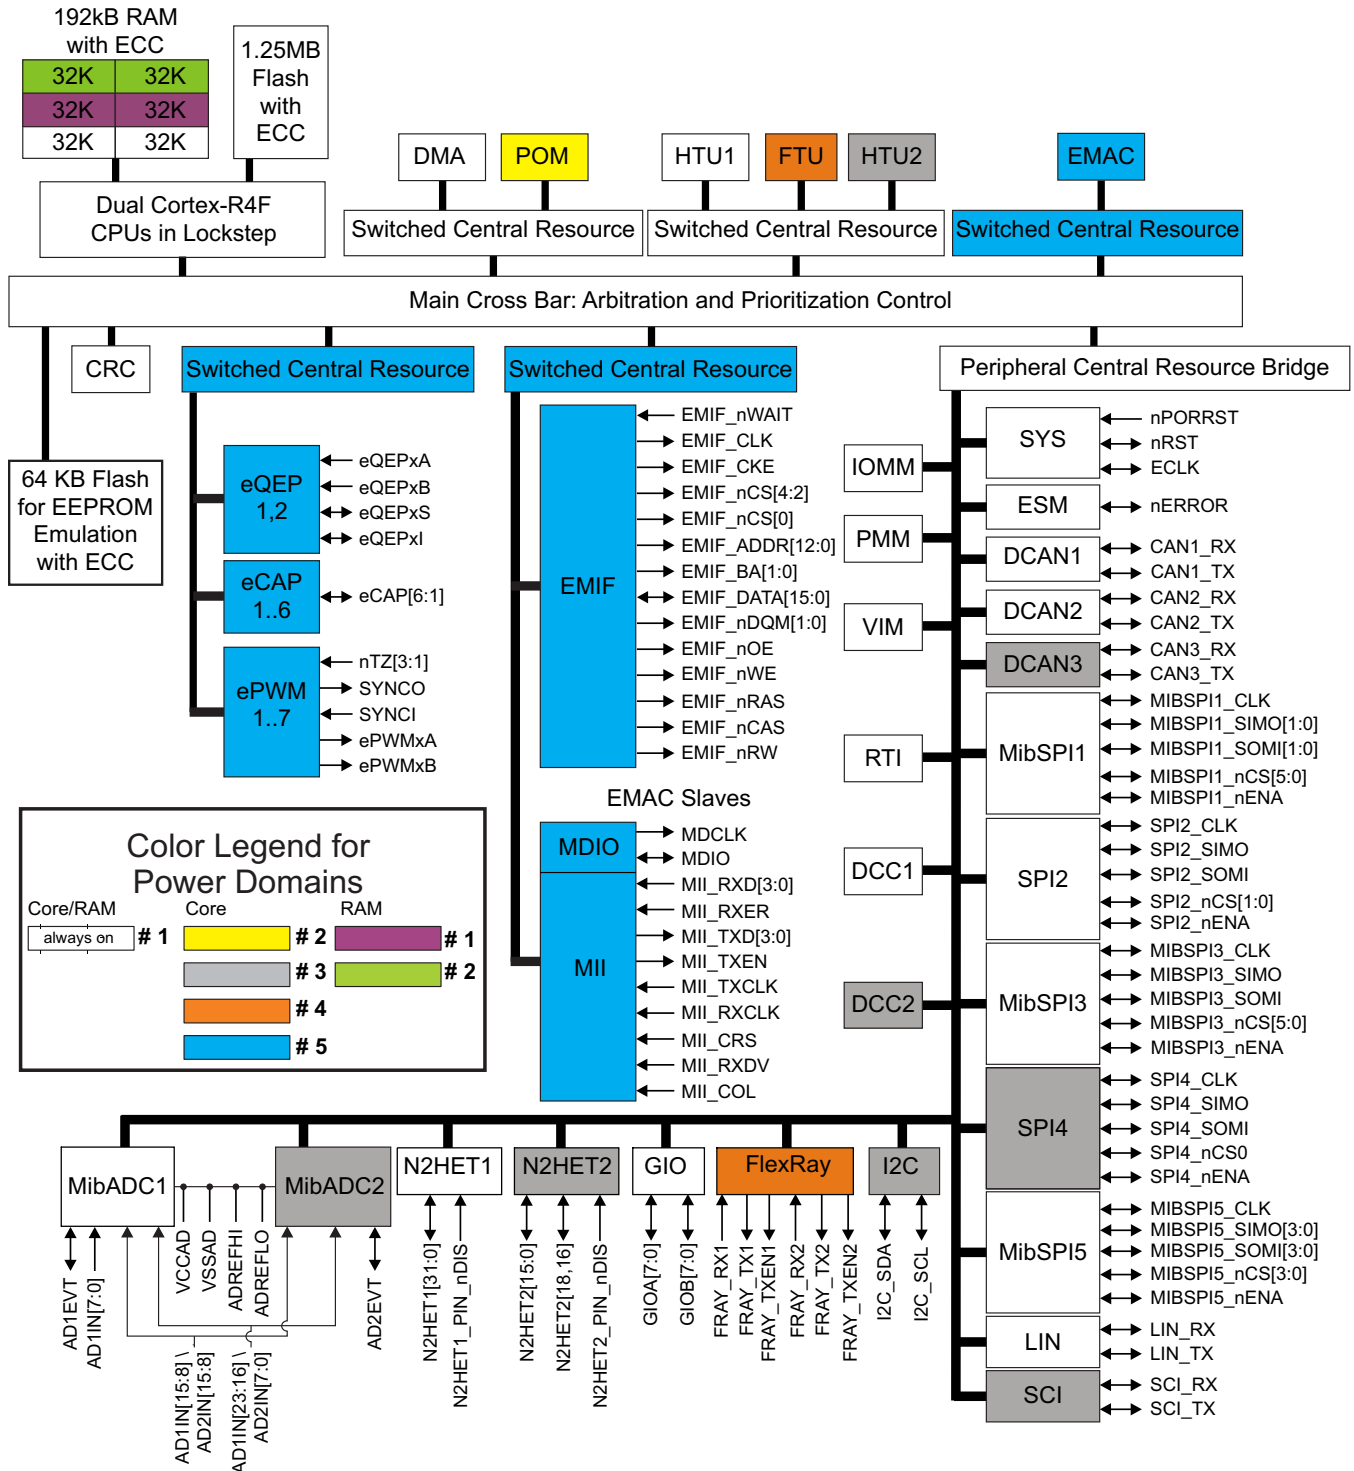 192kB RAM
with ECC
32K 32K
32K 32K
32K 32K
1.25MB
Flash
with
ECC
DMA
POM
HTU1
FTU
HTU2
EMAC
Dual Cortex-R4F
CPUs in Lockstep
Switched Central Resource
Switched Central Resource
Switched Central Resource
Main Cross Bar: Arbitration and Prioritization Control
CRC
Switched Central Resource
Switched Central Resource
Peripheral Central Resource Bridge
64 KB Flash
for EEPROM
Emulation
with ECC
eQEP
1,2
eQEPxA
eQEPxB
eQEPxS
eQEPxI
eCAP
1..6
eCAP[6:1]
ePWM
1..7
nTZ[3:1]
SYNCO
SYNCI
ePWMxA
ePWMxB
EMIF
EMIF_nWAIT
EMIF_CLK
EMIF_CKE
EMIF_nCS[4:2]
EMIF_nCS[0]
EMIF_ADDR[12:0]
EMIF_BA[1:0]
EMIF_DATA[15:0]
EMIF_nDQM[1:0]
EMIF_nOE
EMIF_nWE
EMIF_nRAS
EMIF_nCAS
EMIF_nRW
EMAC Slaves
MDIO
MDCLK
MDIO
MII
MII_RXD[3:0]
MII_RXER
MII_TXD[3:0]
MII_TXEN
MII_TXCLK
MII_RXCLK
MII_CRS
MII_RXDV
MII_COL
IOMM
PMM
VIM
RTI
DCC1
DCC2
SYS
nPORRST
nRST
ECLK
ESM
nERROR
DCAN1
CAN1_RX
CAN1_TX
DCAN2
CAN2_RX
CAN2_TX
DCAN3
CAN3_RX
CAN3_TX
MibSPI1
MIBSPI1_CLK
MIBSPI1_SIMO[1:0]
MIBSPI1_SOMI[1:0]
MIBSPI1_nCS[5:0]
MIBSPI1_nENA
SPI2
SPI2_CLK
SPI2_SIMO
SPI2_SOMI
SPI2_nCS[1:0]
SPI2_nENA
MibSPI3
MIBSPI3_CLK
MIBSPI3_SIMO
MIBSPI3_SOMI
MIBSPI3_nCS[5:0]
MIBSPI3_nENA
SPI4
SPI4_CLK
SPI4_SIMO
SPI4_SOMI
SPI4_nCS0
SPI4_nENA
MibSPI5
MIBSPI5_CLK
MIBSPI5_SIMO[3:0]
MIBSPI5_SOMI[3:0]
MIBSPI5_nCS[3:0]
MIBSPI5_nENA
LIN
LIN_RX
LIN_TX
SCI
SCI_RX
SCI_TX
Color Legend for
Power Domains
Core/RAM Core RAM
always on # 1
# 2
# 3
# 4
# 5
# 1
# 2
MibADC1
MibADC2
N2HET1
N2HET2
GIO
FlexRay
I2C
AD1EVT
AD1IN[7:0]
VCCAD
VSSAD
ADREFHI
ADREFLO
AD2EVT
AD1IN[15:8] \
AD2IN[15:8]
AD1IN[23:16] \
AD2IN[7:0]
N2HET1[31:0]
N2HET1_PIN_nDIS
N2HET2[15:0]
N2HET2[18,16]
N2HET2_PIN_nDIS
GIOA[7:0]
GIOB[7:0]
FRAY_RX1
FRAY_TX1
FRAY_TXEN1
FRAY_RX2
FRAY_TX2
FRAY_TXEN2
I2C_SDA
I2C_SCL